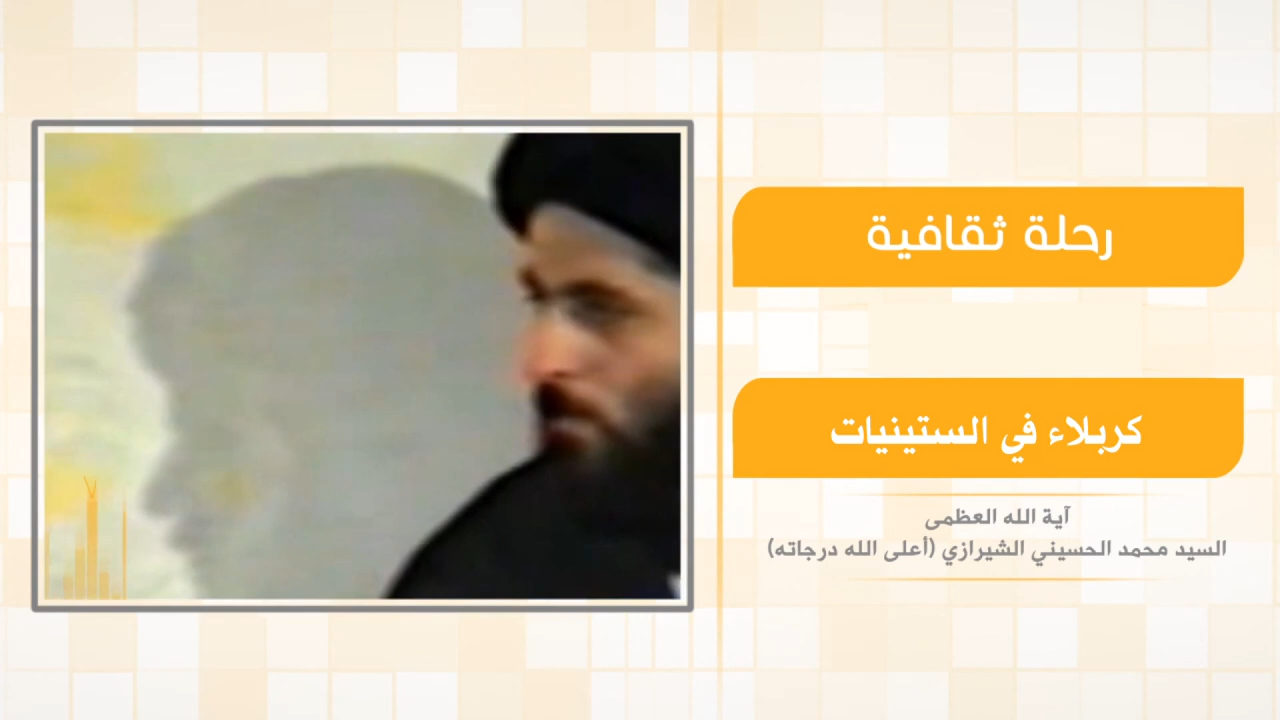 رحلة ثقافية
كربلاء في الستينيات
آية الله العظمى
السيد محمد الحسيني الشيرازي (أعلى الله درجاته)